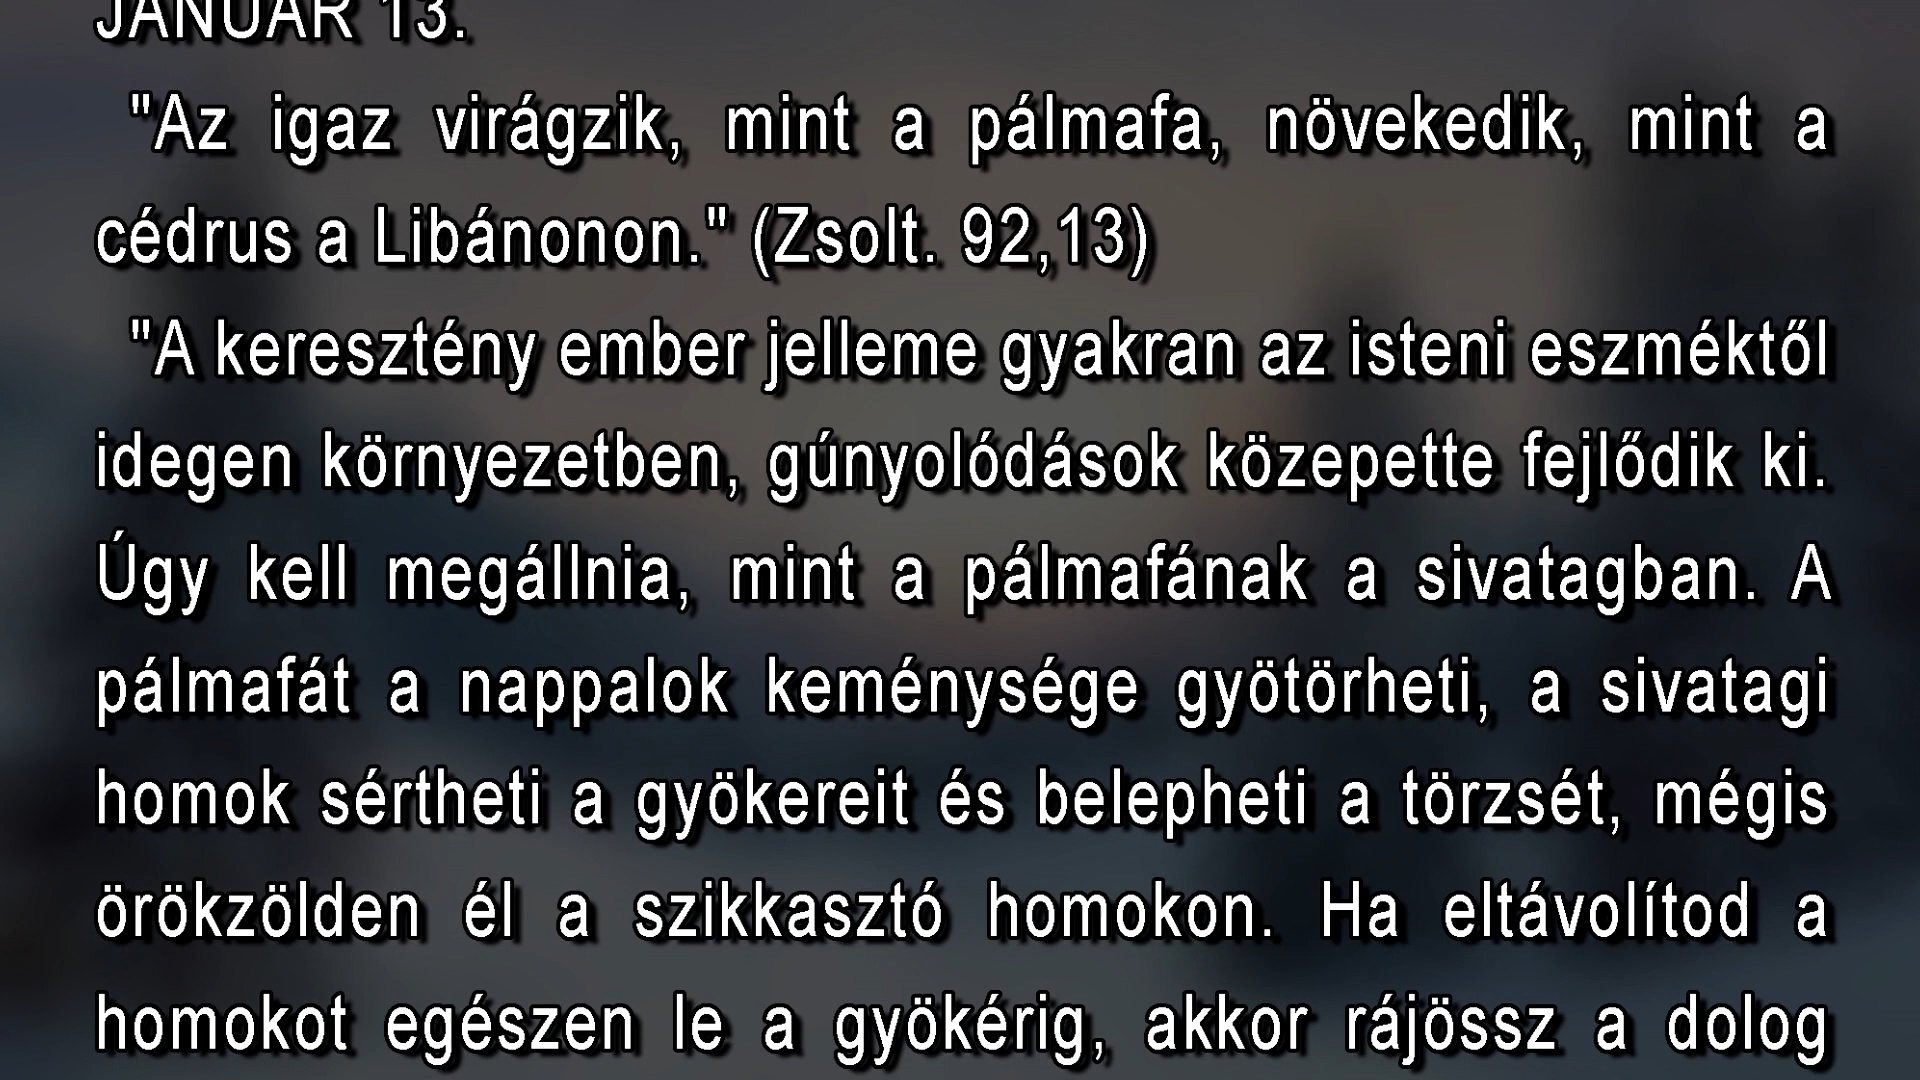 JANUÁR 13.
"Az igaz virágzik, mint a pálmafa, növekedik, mint a
cédrus a Libánonon." (Zsolt. 92,13)
"A keresztény ember jelleme gyakran az isteni eszméktől
idegen környezetben, gúnyolódások közepette fejlődik ki.
Úgy kell megállnia, mint a pálmafának a sivatagban. A
pálmafát a nappalok keménysége gyötörheti, a sivatagi
homok sértheti a gyökereit és belepheti a törzsét, mégis
örökzölden él a szikkasztó homokon. Ha eltávolítod a
homokot egészen le a gyökérig, akkor rájössz a dolog